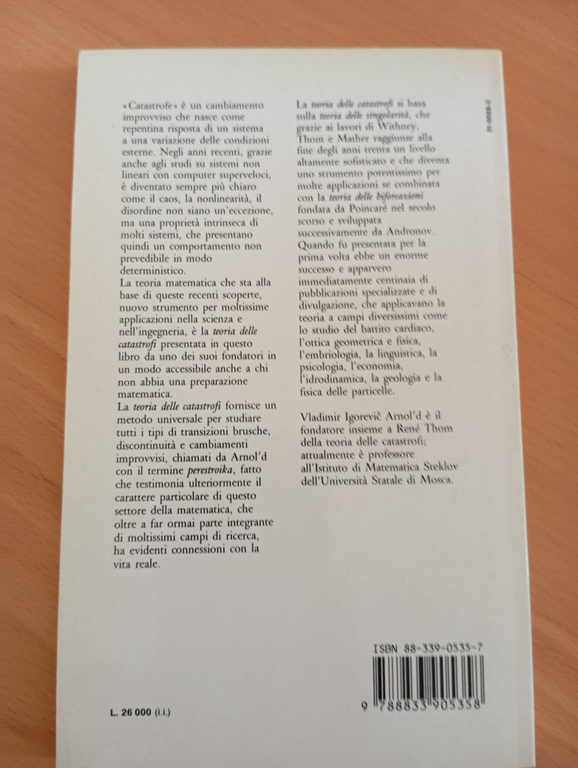 «Catastrofe» è un cambiamento
improvviso che nasce come
repentina risposta di un sistema
a una variazione delle condizioni
esterne. Negli anni recenti, grazie
anche agli studi su sistemi non
lineari con computer superveloci,
è diventato sempre più chiaro
come il caos, la nonlinearità, il
disordine non siano un'eccezione,
ma una proprietà intrinseca di
molti sistemi, che presentano
quindi un comportamento non
prevedibile in modo
deterministico.
La teoria matematica che sta alla
base di queste recenti scoperte,
nuovo strumento per moltissime
applicazioni nella scienza e
nell'ingegneria, è la teoria delle
catastrofi presentata in questo
libro da uno dei suoi fondatori in
un modo accessibile anche a chi
non abbia una preparazione
matematica.
La teoria delle catastrofi fornisce un
metodo universale per studiare
tutti i tipi di transizioni brusche,
discontinuità e cambiamenti
improvvisi, chiamati da Arnol'd
con il termine perestroika, fatto
che testimonia ulteriormente il
carattere particolare di questo
settore della matematica, che
oltre a far ormai parte integrante
di moltissimi campi di ricerca,
ha evidenti connessioni con la
vita reale.
La teoria delle catastrofi si basa
sulla teoria delle singolarità, che
grazie ai lavori di Withney,
Thom e Mather raggiunse alla
fine degli anni trenta un livello
altamente sofisticato e che diventa
uno strumento potentissimo per
molte applicazioni se combinata
con la teoria delle biforcazioni
fondata da Poincaré nel secolo
scorso e sviluppata
successivamente da Andronov.
Quando fu presentata per la
prima volta ebbe un enorme
successo e apparvero
immediatamente centinaia di
pubblicazioni specializzate e di
divulgazione, che applicavano la
teoria a campi diversissimi come
lo studio del battito cardiaco,
l'ottica geometrica e fisica,
l'embriologia, la linguistica, la
psicologia, l'economia,
l'idrodinamica, la geologia e la
fisica delle particelle.
Vladimir Igorevič Arnol'd è il
fondatore insieme a René Thom
della teoria delle catastrofi;
attualmente è professore
all'Istituto di Matematica Steklov
dell'Università Statale di Mosca.
ISBN 88-339-0535-7
9 788833 905358
L. 26 000 (i.i.)